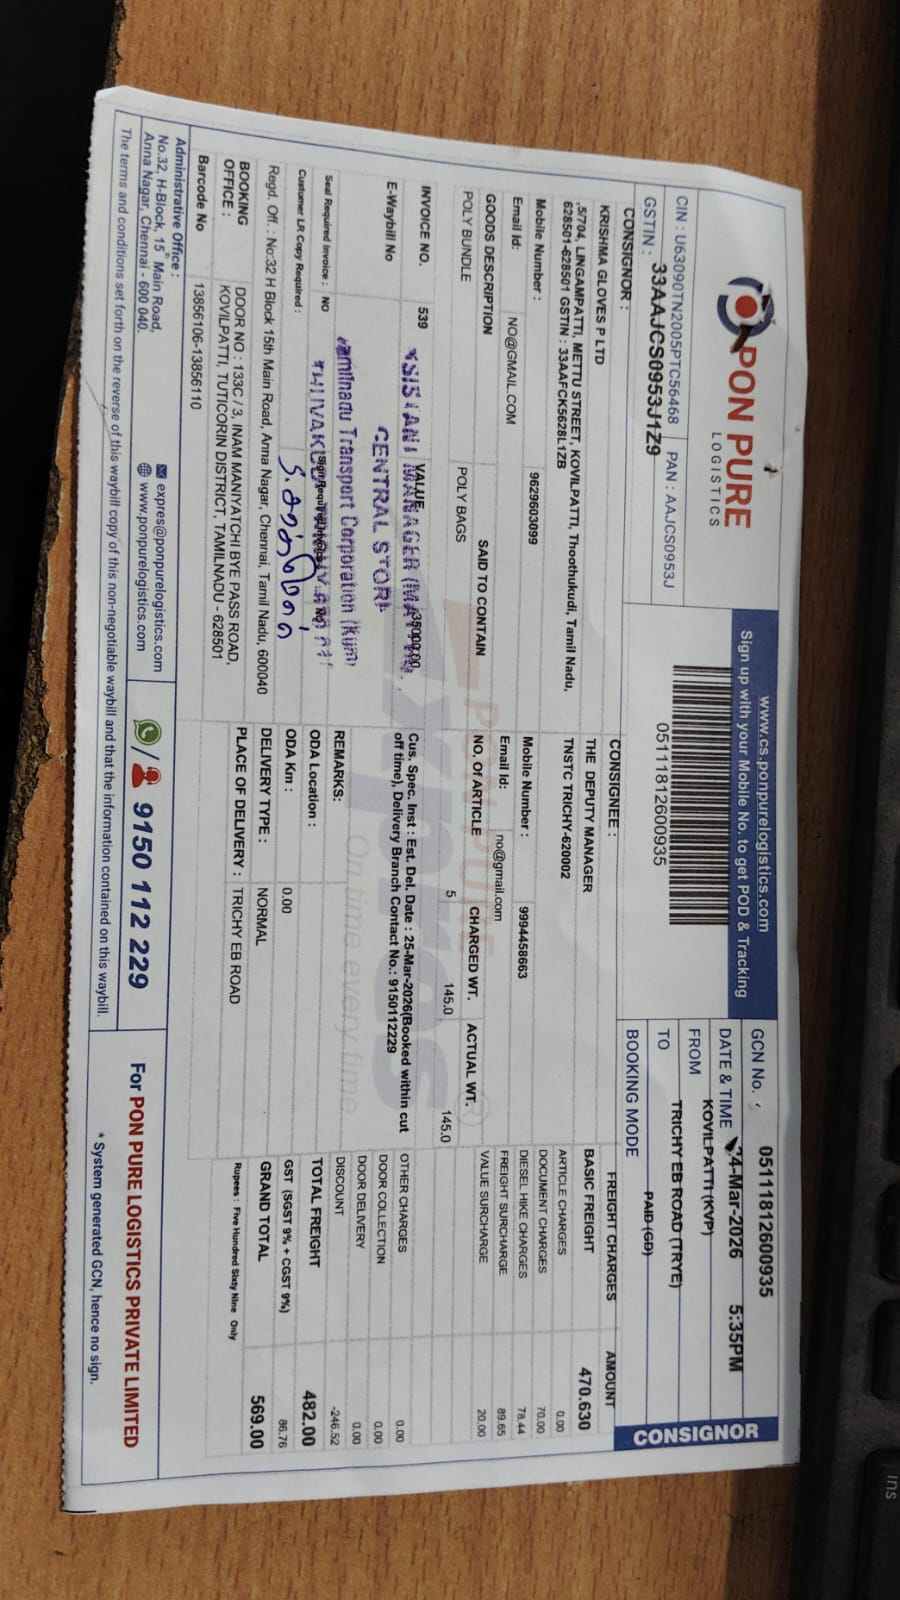 PON PURE
LOGISTICS
CIN : U63090TN2005PTC56468 PAN : AAJCS0953J
GSTIN : 33AAJCS0953J1Z9
www.cs.ponpurelogistics.com
Sign up with your Mobile No. to get POD & Tracking
05111812600935
GCN No. 05111812600935
DATE & TIME 24-Mar-2026 5:35PM
FROM KOVILPATTI (KVP)
TO TRICHY EB ROAD (TRYE)
BOOKING MODE PAID (GD)
CONSIGNOR
CONSIGNOR :
KRISHMA GLOVES P LTD
,5/704, LINGAMPATTI, METTU STREET, KOVILPATTI, Thoothukudi, Tamil Nadu,
628501-628501 GSTIN : 33AAFCK5628L1ZB
Mobile Number : 9629603099
Email Id: NO@GMAIL.COM
CONSIGNEE :
THE DEPUTY MANAGER
TNSTC TRICHY-620002
Mobile Number : 9994458663
Email Id: no@gmail.com
GOODS DESCRIPTION SAID TO CONTAIN NO. Of ARTICLE CHARGED WT. ACTUAL WT.
POLY BUNDLE POLY BAGS 5 145.0 145.0
INVOICE NO. 539 VALUE 35000.00
E-Waybill No
Seal Required Invoice : NO
Customer LR Copy Required :
CENTRAL STORE
Tamilnadu Transport Corporation (Kum)
Cus. Spec. Inst : Est. Del. Date : 25-Mar-2026(Booked within cut
off time), Delivery Branch Contact No.: 9150112229
REMARKS:
ODA Location :
ODA Km : 0.00
DELIVERY TYPE : NORMAL
PLACE OF DELIVERY : TRICHY EB ROAD
FREIGHT CHARGES AMOUNT
BASIC FREIGHT 470.630
ARTICLE CHARGES 0.00
DOCUMENT CHARGES 70.00
DIESEL HIKE CHARGES 78.44
FREIGHT SURCHARGE 89.65
VALUE SURCHARGE 20.00
OTHER CHARGES 0.00
DOOR COLLECTION 0.00
DOOR DELIVERY 0.00
DISCOUNT -246.52
TOTAL FREIGHT 482.00
GST (SGST 9% + CGST 9%) 86.76
GRAND TOTAL 569.00
Rupees : Five Hundred Sixty Nine Only
Regd. Off. : No:32 H Block 15th Main Road, Anna Nagar, Chennai, Tamil Nadu, 600040
BOOKING OFFICE : DOOR NO : 133C / 3, INAM MANIYATCHI BYE PASS ROAD,
KOVILPATTI, TUTICORIN DISTRICT, TAMILNADU - 628501
Barcode No 13856106-13856110
PON PURE
expres
On time every time
Administrative Office :
No.32, H-Block, 15th Main Road,
Anna Nagar, Chennai - 600 040.
expres@ponpurelogistics.com
www.ponpurelogistics.com
/ 9150 112 229
For PON PURE LOGISTICS PRIVATE LIMITED
* System generated GCN, hence no sign.
The terms and conditions set forth on the reverse of this waybill copy of this non-negotiable waybill and that the information contained on this waybill.
ins